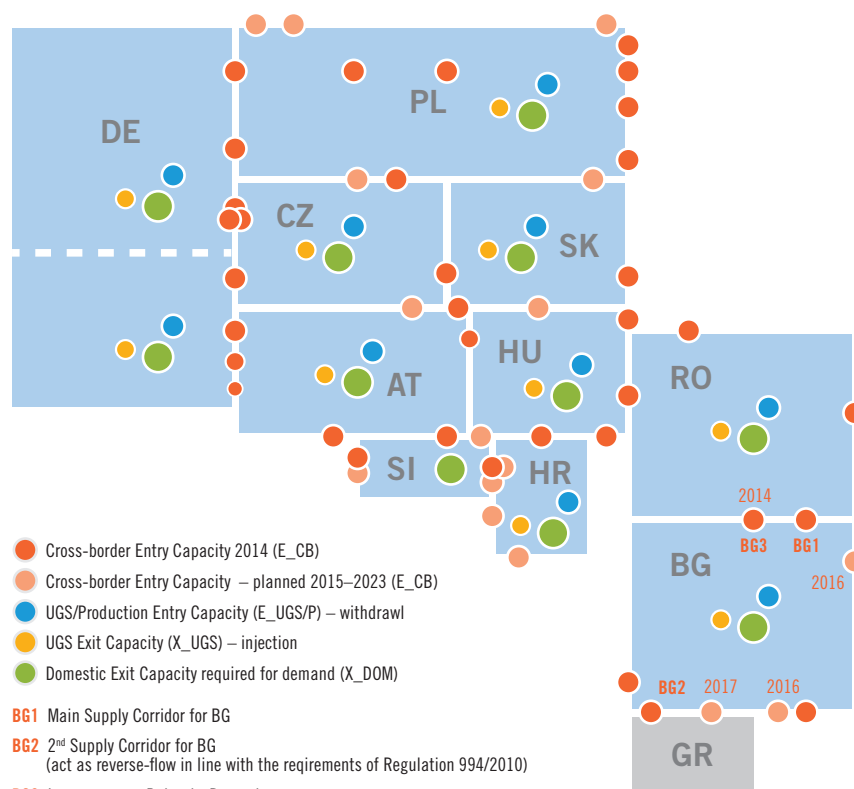 PL
DE
CZ
SK
HU
RO
AT
SI
HR
2014
BG3
BG1
BG
2016
BG2
2017
2016
GR
Cross-border Entry Capacity 2014 (E_CB)
Cross-border Entry Capacity – planned 2015–2023 (E_CB)
UGS/Production Entry Capacity (E_UGS/P) – withdrawl
UGS Exit Capacity (X_UGS) – injection
Domestic Exit Capacity required for demand (X_DOM)
BG1 Main Supply Corridor for BG
BG2 2nd Supply Corridor for BG
(act as reverse-flow in line with the reqirements of Regulation 994/2010)